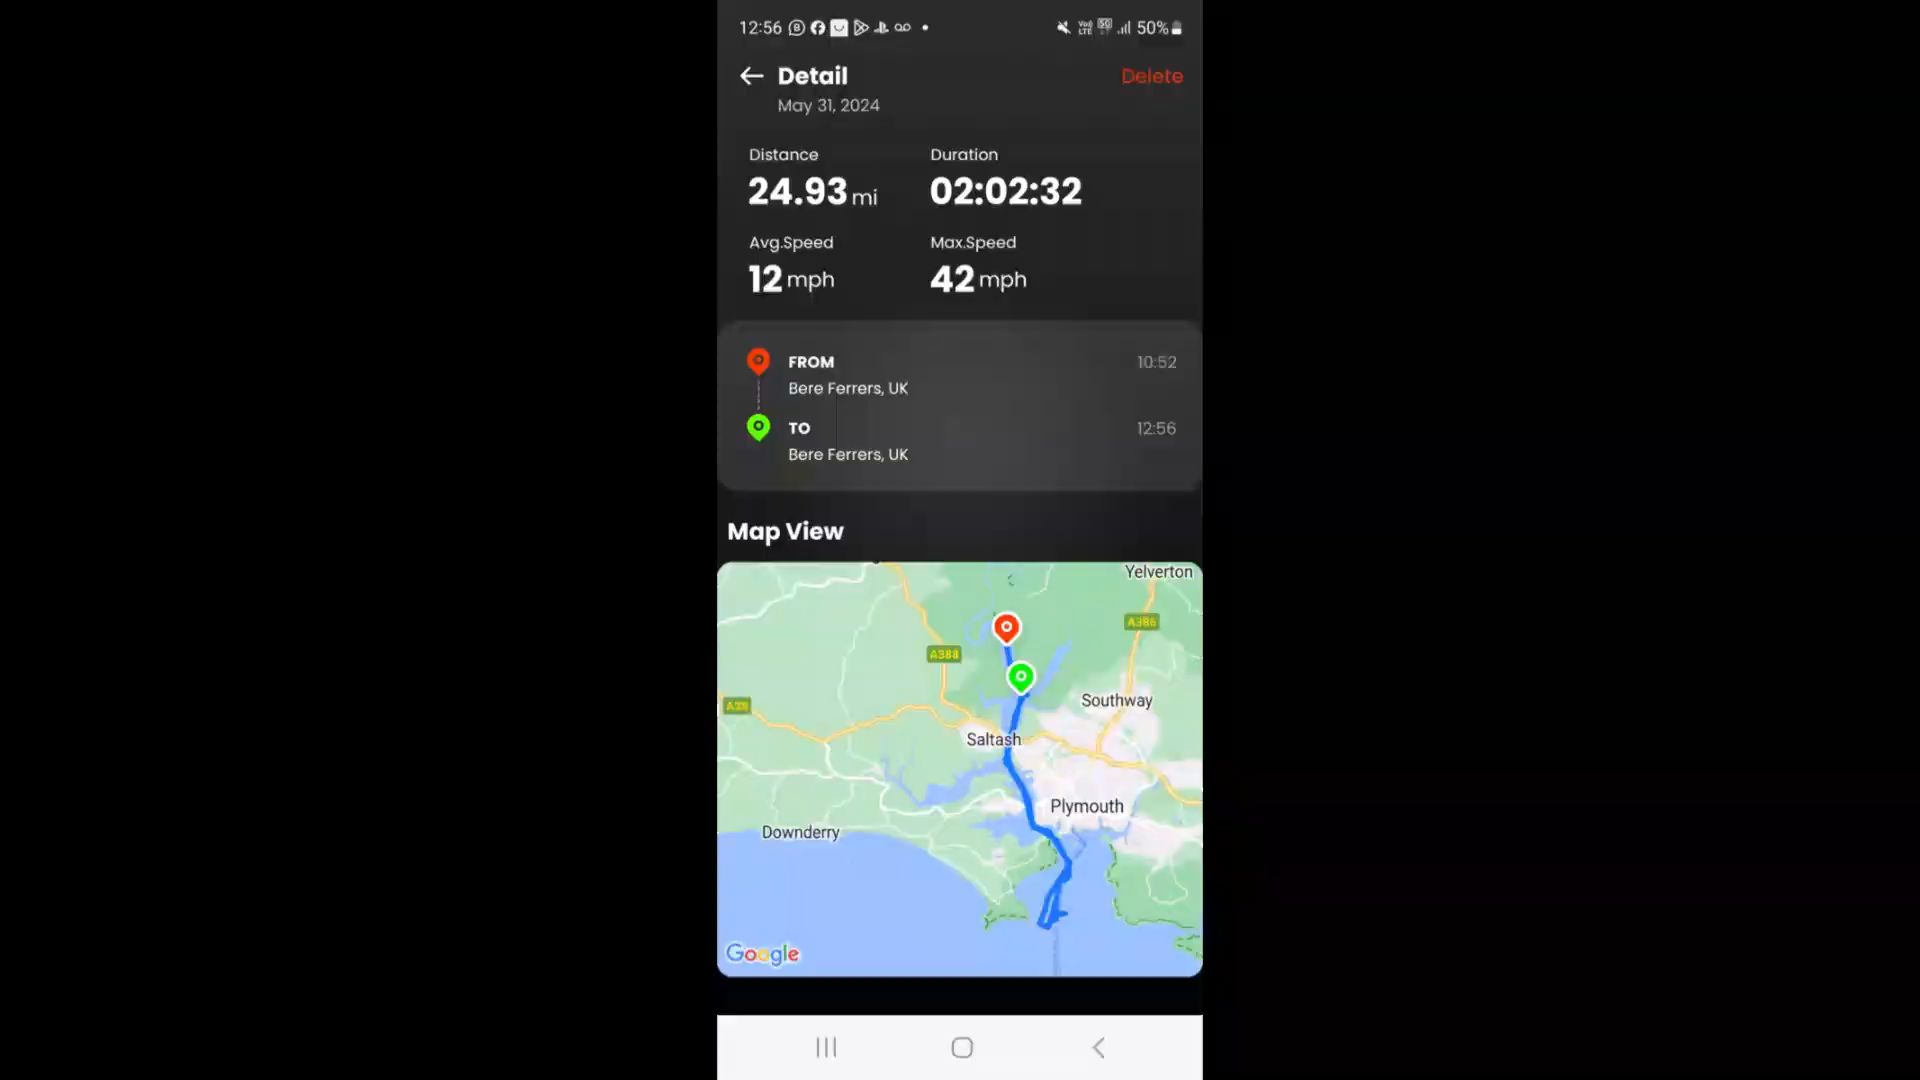 12:56 50%
Detail Delete
May 31, 2024
Distance Duration
24.93 mi 02:02:32
Avg.Speed Max.Speed
12 mph 42 mph
FROM 10:52
Bere Ferrers, UK
TO 12:56
Bere Ferrers, UK
Map View
Yelverton
A386
A388
Southway
Saltash
Plymouth
Downderry
Google